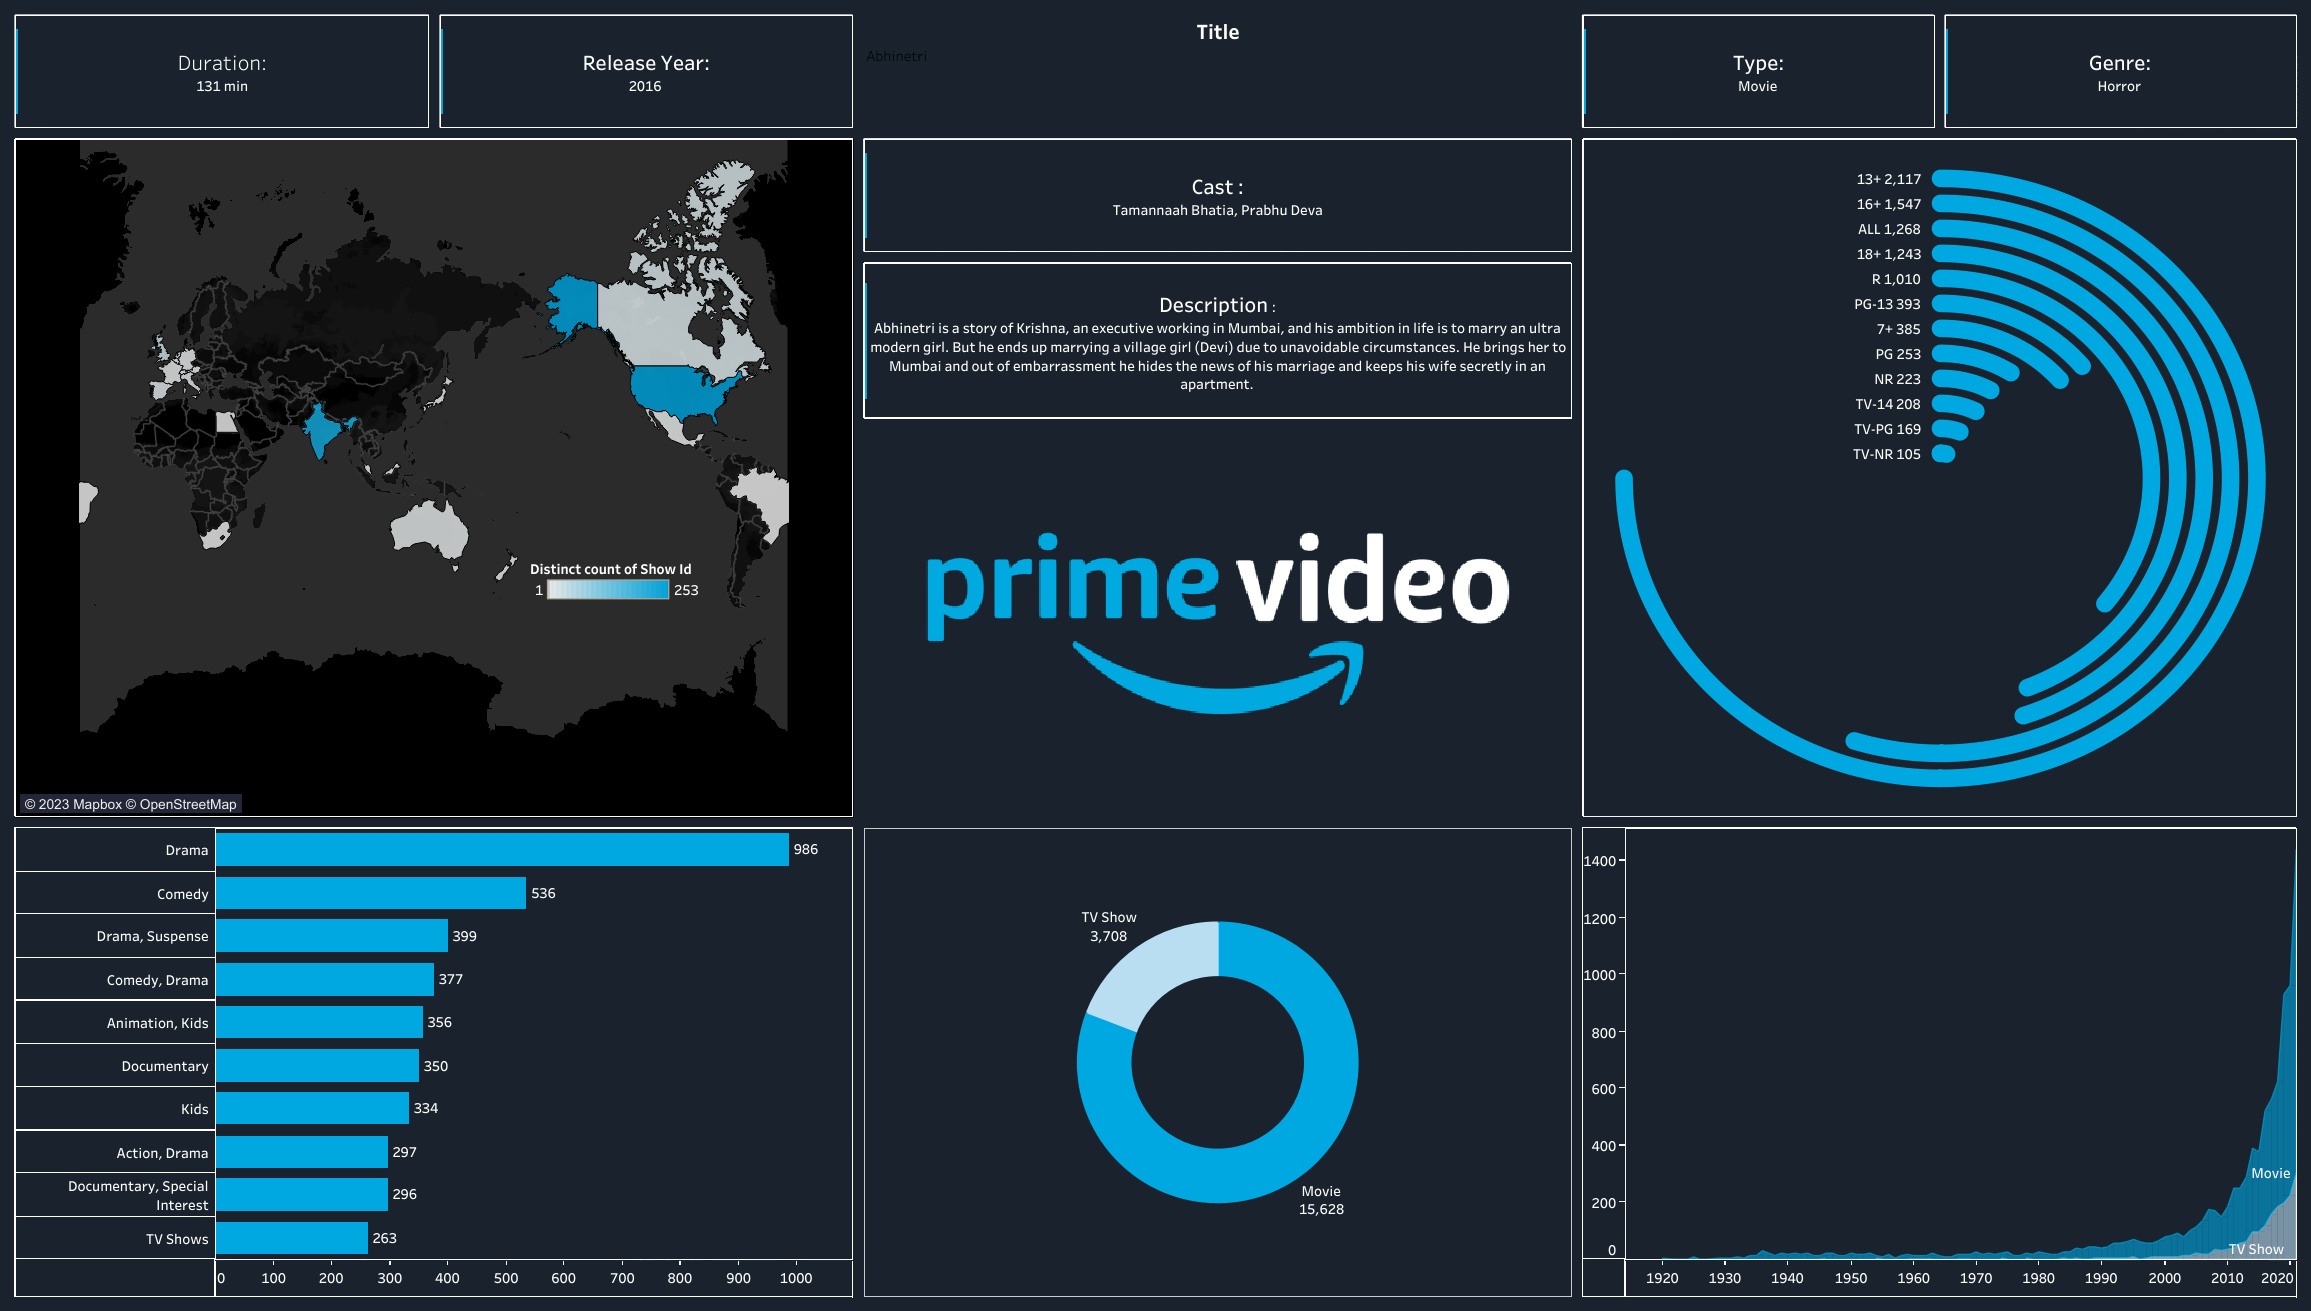 Duration:
131 min
Release Year:
2016
Title
Abhinetri
Type:
Movie
Genre:
Horror
Distinct count of Show Id
1
253
© 2023 Mapbox © OpenStreetMap
Cast :
Tamannaah Bhatia, Prabhu Deva
Description :
Abhinetri is a story of Krishna, an executive working in Mumbai, and his ambition in life is to marry an ultra
modern girl. But he ends up marrying a village girl (Devi) due to unavoidable circumstances. He brings her to
Mumbai and out of embarrassment he hides the news of his marriage and keeps his wife secretly in an
apartment.
prime video
13+ 2,117
16+ 1,547
ALL 1,268
18+ 1,243
R 1,010
PG-13 393
7+ 385
PG 253
NR 223
TV-14 208
TV-PG 169
TV-NR 105
Drama
986
Comedy
536
Drama, Suspense
399
Comedy, Drama
377
Animation, Kids
356
Documentary
350
Kids
334
Action, Drama
297
Documentary, Special
Interest
296
TV Shows
263
0 100 200 300 400 500 600 700 800 900 1000
TV Show
3,708
Movie
15,628
1400
1200
1000
800
600
400
200
0
Movie
TV Show
1920 1930 1940 1950 1960 1970 1980 1990 2000 2010 2020